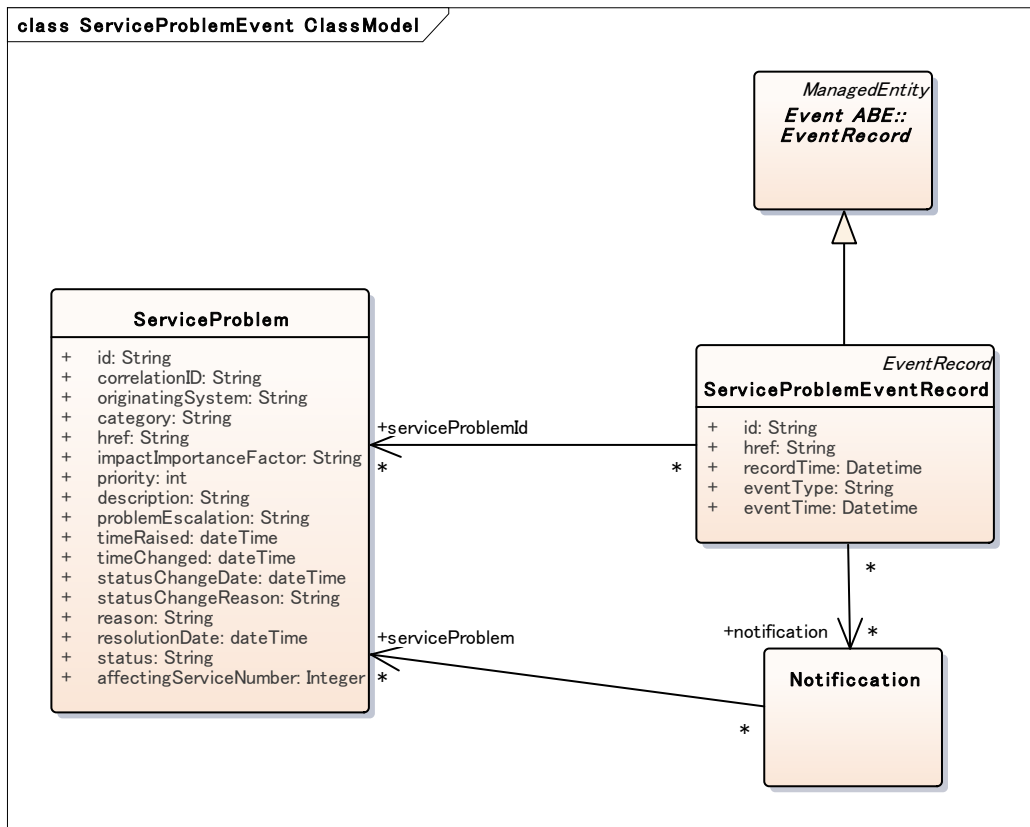 class ServiceProblemEvent ClassModel
ManagedEntity
Event ABE::
EventRecord
ServiceProblem
+ id: String
+ correlationID: String
+ originatingSystem: String
+ category: String
+ href: String
+ impactImportanceFactor: String
+ priority: int
+ description: String
+ problemEscalation: String
+ timeRaised: dateTime
+ timeChanged: dateTime
+ statusChangeDate: dateTime
+ statusChangeReason: String
+ reason: String
+ resolutionDate: dateTime
+ status: String
+ affectingServiceNumber: Integer
+serviceProblemId
*
*
EventRecord
ServiceProblemEventRecord
+ id: String
+ href: String
+ recordTime: Datetime
+ eventType: String
+ eventTime: Datetime
*
+notification *
+serviceProblem
*
*
Notificcation